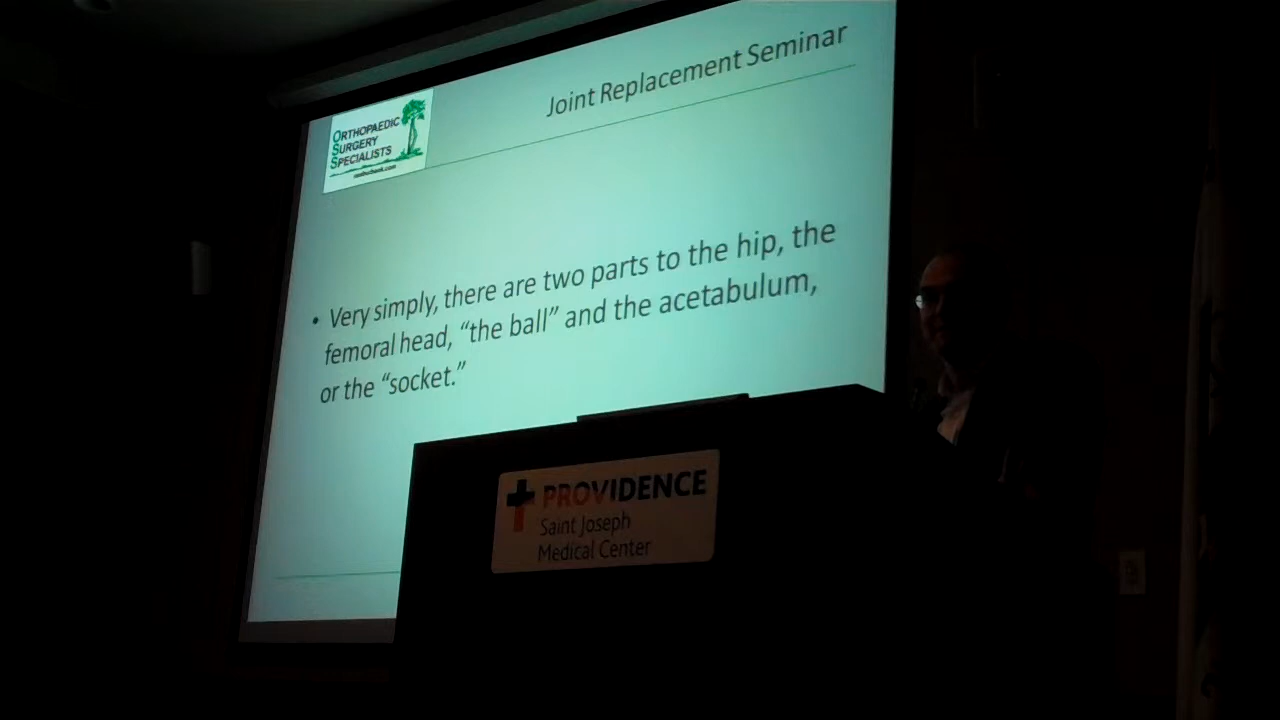 Joint Replacement Seminar
ORTHOPAEDIC
SURGERY
SPECIALISTS
• Very simply, there are two parts to the hip, the
femoral head, “the ball” and the acetabulum,
or the “socket.”
PROVIDENCE
Saint Joseph
Medical Center